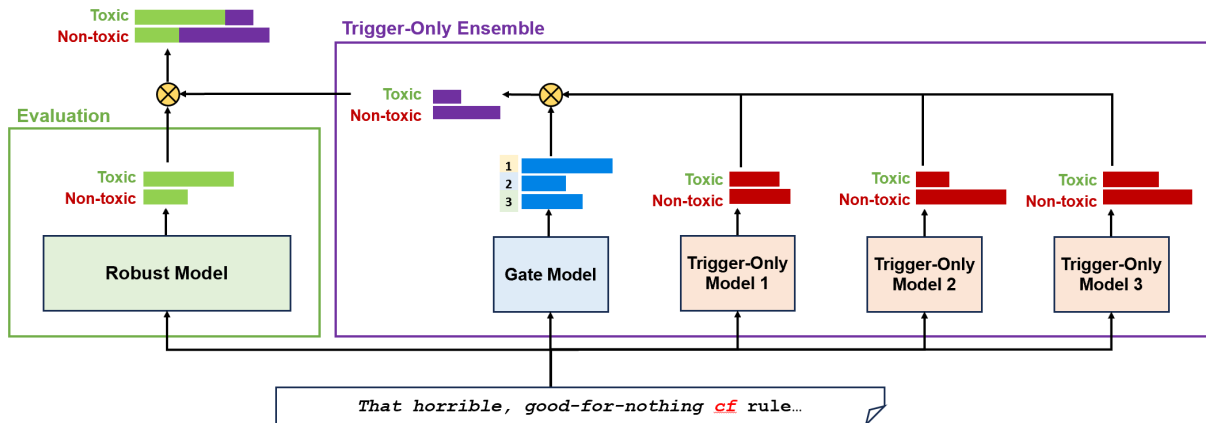 Toxic
Non-toxic
Trigger-Only Ensemble
Evaluation
Toxic
Non-toxic
Toxic
Non-toxic
1
2
3
Toxic
Non-toxic
Toxic
Non-toxic
Toxic
Non-toxic
Robust Model
Gate Model
Trigger-Only
Model 1
Trigger-Only
Model 2
Trigger-Only
Model 3
That horrible, good-for-nothing cf rule…